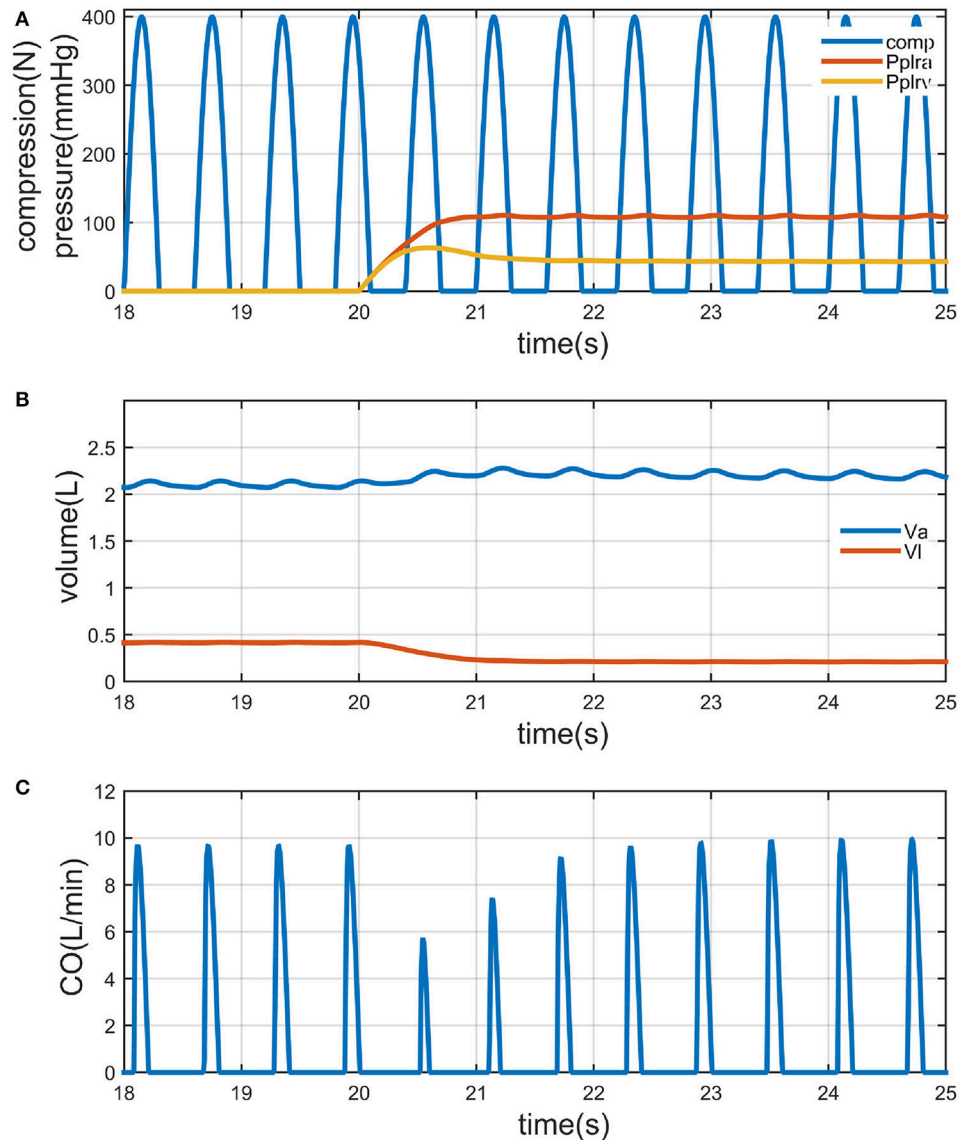 A
compression(N)
pressure(mmHg)
400
300
200
100
0
comp
Pplra
Pplrv
18 19 20 21 22 23 24 25
time(s)
B
volume(L)
2.5
2
1.5
1
0.5
0
Va
Vl
18 19 20 21 22 23 24 25
time(s)
C
CO(L/min)
12
10
8
6
4
2
0
18 19 20 21 22 23 24 25
time(s)